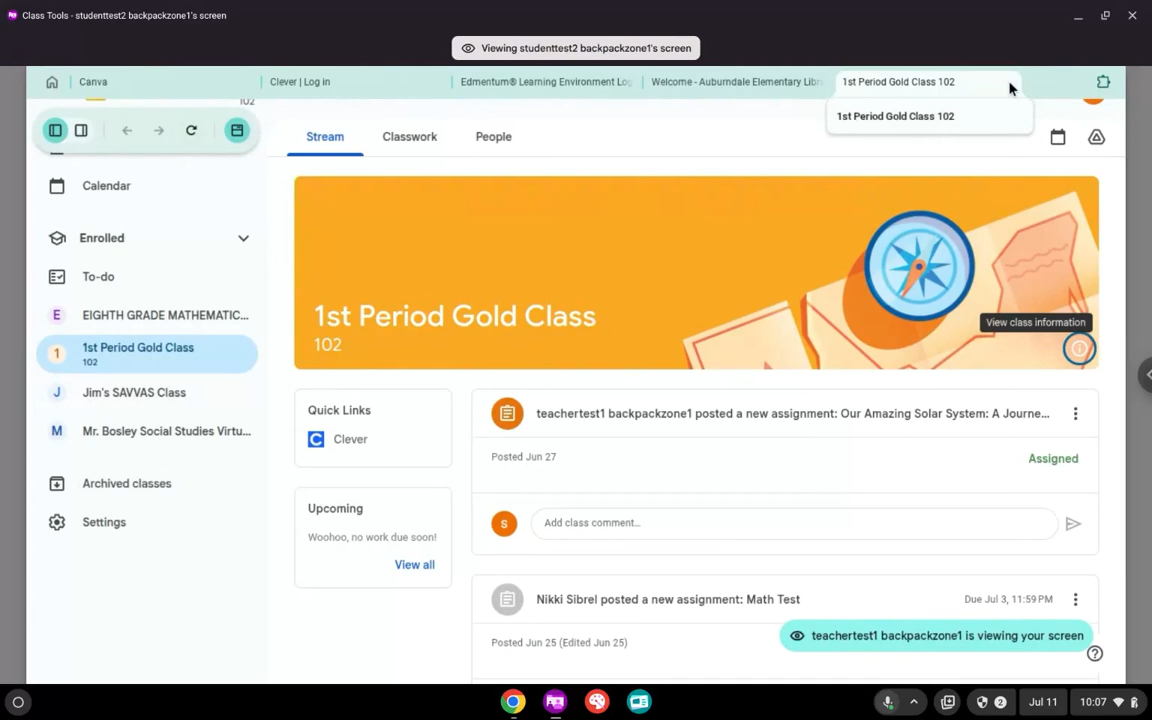 Class Tools - studenttest2 backpackzone1's screen
Viewing studenttest2 backpackzone1's screen
Canva
Clever | Log in
Edmentum® Learning Environment Log
Welcome - Auburndale Elementary Libr
1st Period Gold Class 102
102
1st Period Gold Class 102
Stream
Classwork
People
Calendar
Enrolled
To-do
E EIGHTH GRADE MATHEMATIC...
1 1st Period Gold Class
102
J Jim's SAVVAS Class
M Mr. Bosley Social Studies Virtu...
Archived classes
Settings
1st Period Gold Class
102
View class information
Quick Links
C Clever
Upcoming
Woohoo, no work due soon!
View all
teachertest1 backpackzone1 posted a new assignment: Our Amazing Solar System: A Journe...
Posted Jun 27
Assigned
S Add class comment...
Nikki Sibrel posted a new assignment: Math Test
Due Jul 3, 11:59 PM
Posted Jun 25 (Edited Jun 25)
teachertest1 backpackzone1 is viewing your screen
2
Jul 11
10:07